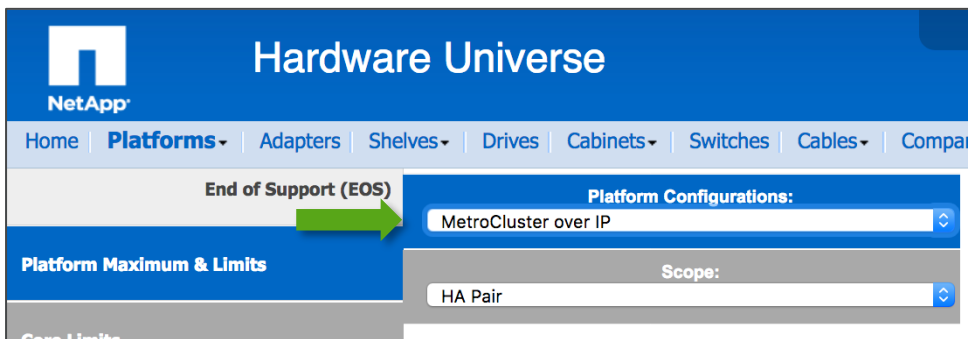 Hardware Universe
NetApp
Home Platforms Adapters Shelves Drives Cabinets Switches Cables
End of Support (EOS)
Platform Configurations:
MetroCluster over IP
Platform Maximum & Limits
Scope:
HA Pair